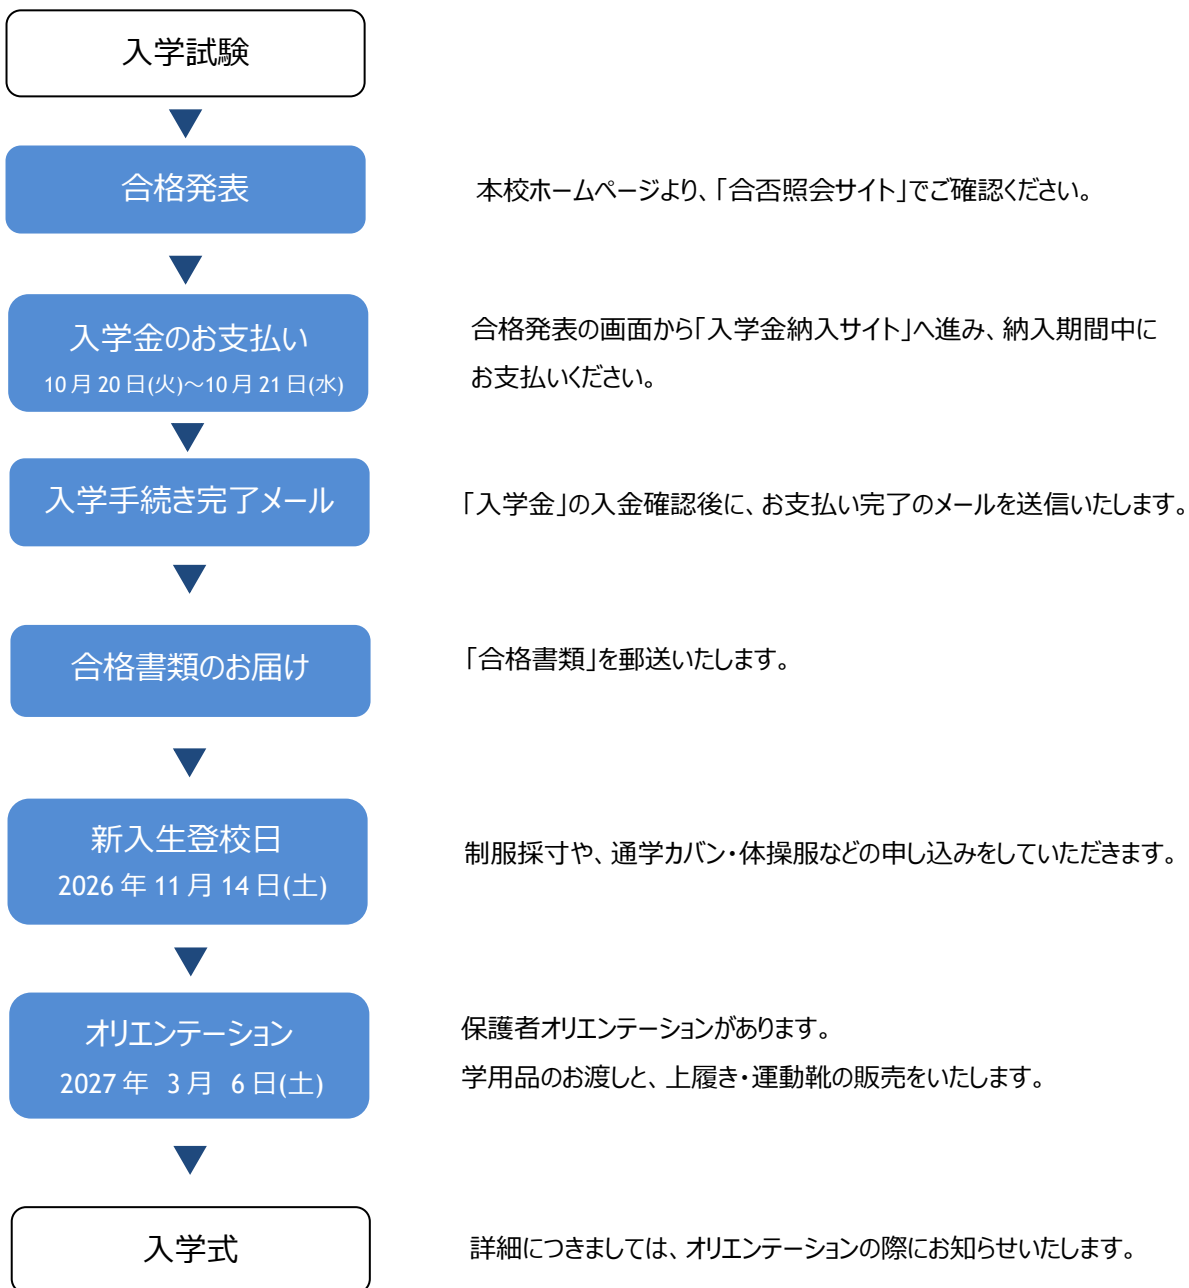 入学試験
合格発表
本校ホームページより、「合否照会サイト」でご確認ください。
入学金のお支払い
10月20日(火)～10月21日(水)
合格発表の画面から「入学金納入サイト」へ進み、納入期間中に
お支払いください。
入学手続き完了メール
「入学金」の入金確認後に、お支払い完了のメールを送信いたします。
合格書類のお届け
「合格書類」を郵送いたします。
新入生登校日
2026年11月14日(土)
制服採寸や、通学カバン・体操服などの申し込みをしていただきます。
オリエンテーション
2027年 3月 6日(土)
保護者オリエンテーションがあります。
学用品のお渡しと、上履き・運動靴の販売をいたします。
入学式
詳細につきましては、オリエンテーションの際にお知らせいたします。